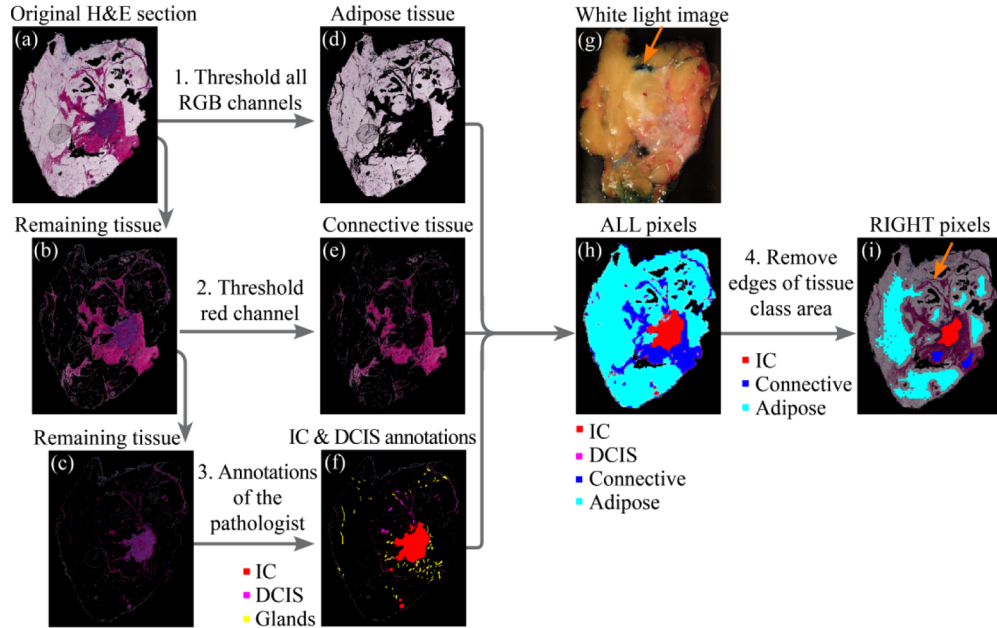 Original H&E section
Adipose tissue
White light image
(a)
(d)
(g)
1. Threshold all
RGB channels
Remaining tissue
Connective tissue
ALL pixels
RIGHT pixels
(b)
(e)
(h)
(i)
2. Threshold
red channel
4. Remove
edges of tissue
class area
IC
Connective
Adipose
Remaining tissue
IC & DCIS annotations
IC
DCIS
Connective
Adipose
(c)
(f)
3. Annotations
of the
pathologist
IC
DCIS
Glands